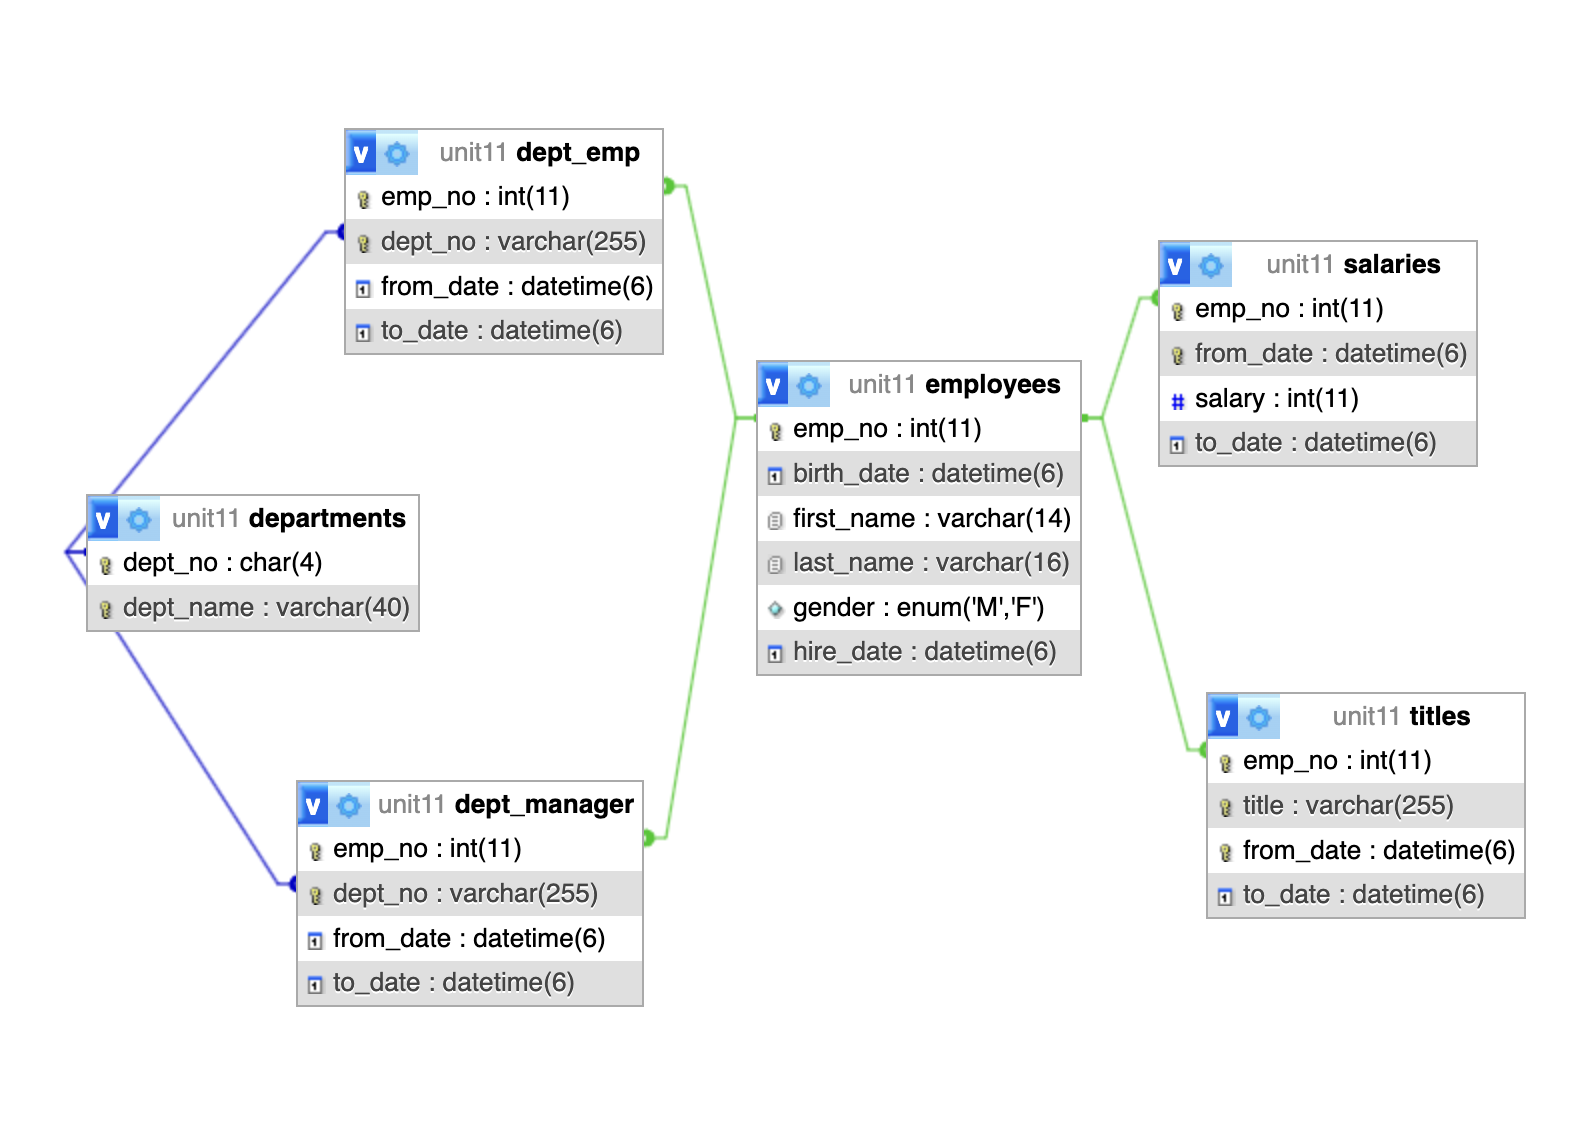 unit11 dept_emp
emp_no : int(11)
dept_no : varchar(255)
from_date : datetime(6)
to_date : datetime(6)
unit11 departments
dept_no : char(4)
dept_name : varchar(40)
unit11 dept_manager
emp_no : int(11)
dept_no : varchar(255)
from_date : datetime(6)
to_date : datetime(6)
unit11 employees
emp_no : int(11)
birth_date : datetime(6)
first_name : varchar(14)
last_name : varchar(16)
gender : enum('M','F')
hire_date : datetime(6)
unit11 salaries
emp_no : int(11)
from_date : datetime(6)
# salary : int(11)
to_date : datetime(6)
unit11 titles
emp_no : int(11)
title : varchar(255)
from_date : datetime(6)
to_date : datetime(6)